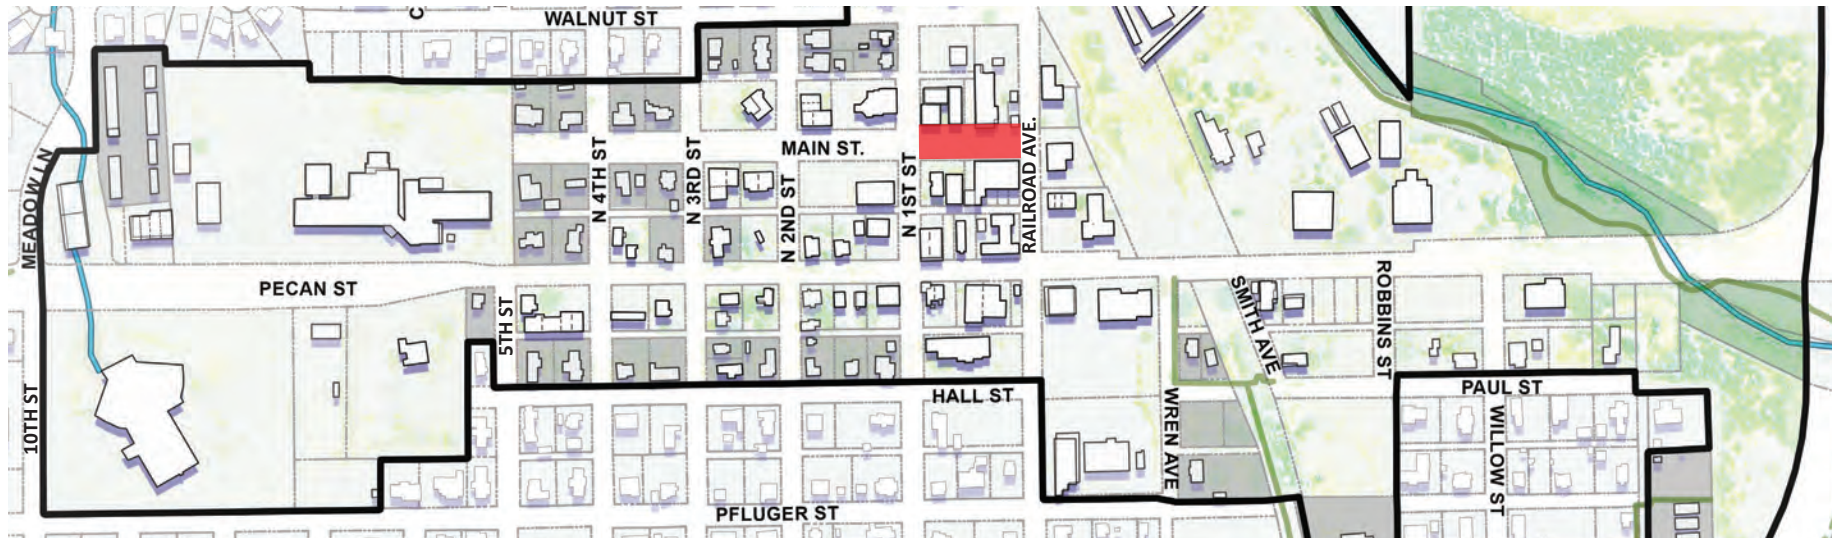 WALNUT ST
MEADOW LN
N 4TH ST
N 3RD ST
MAIN ST.
N 2ND ST
N 1ST ST
RAILROAD AVE.
PECAN ST
5TH ST
SMITH AVE
ROBBINS ST
10TH ST
HALL ST
WREN AVE
PAUL ST
WILLOW ST
PFLUGER ST